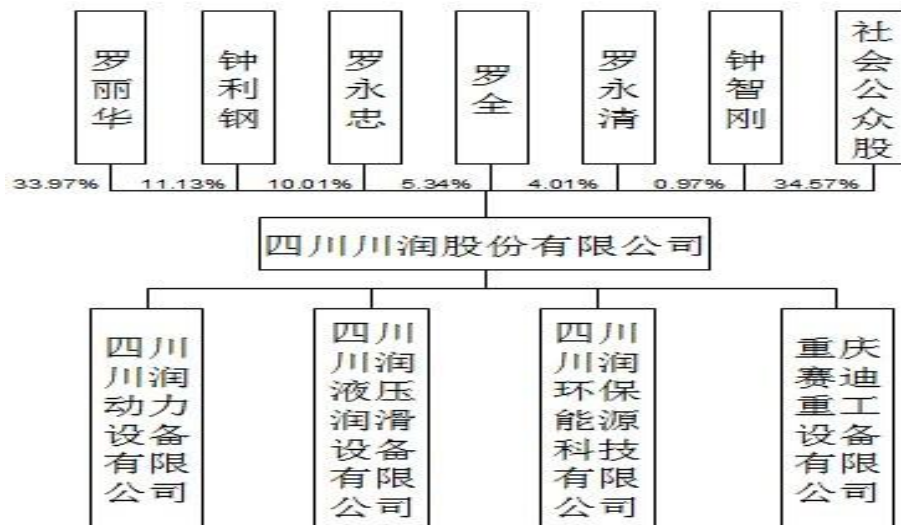 罗丽华
钟利钢
罗永忠
罗全
罗永清
钟智刚
社会公众股
33.97%
11.13%
10.01%
5.34%
4.01%
0.97%
34.57%
四川川润股份有限公司
四川
川润
动力
设备
有限
公司
四川
川润
液压
润滑
设备
有限
公司
四川
川润
环保
能源
科技
有限
公司
重庆
赛迪
重工
设备
有限
公司